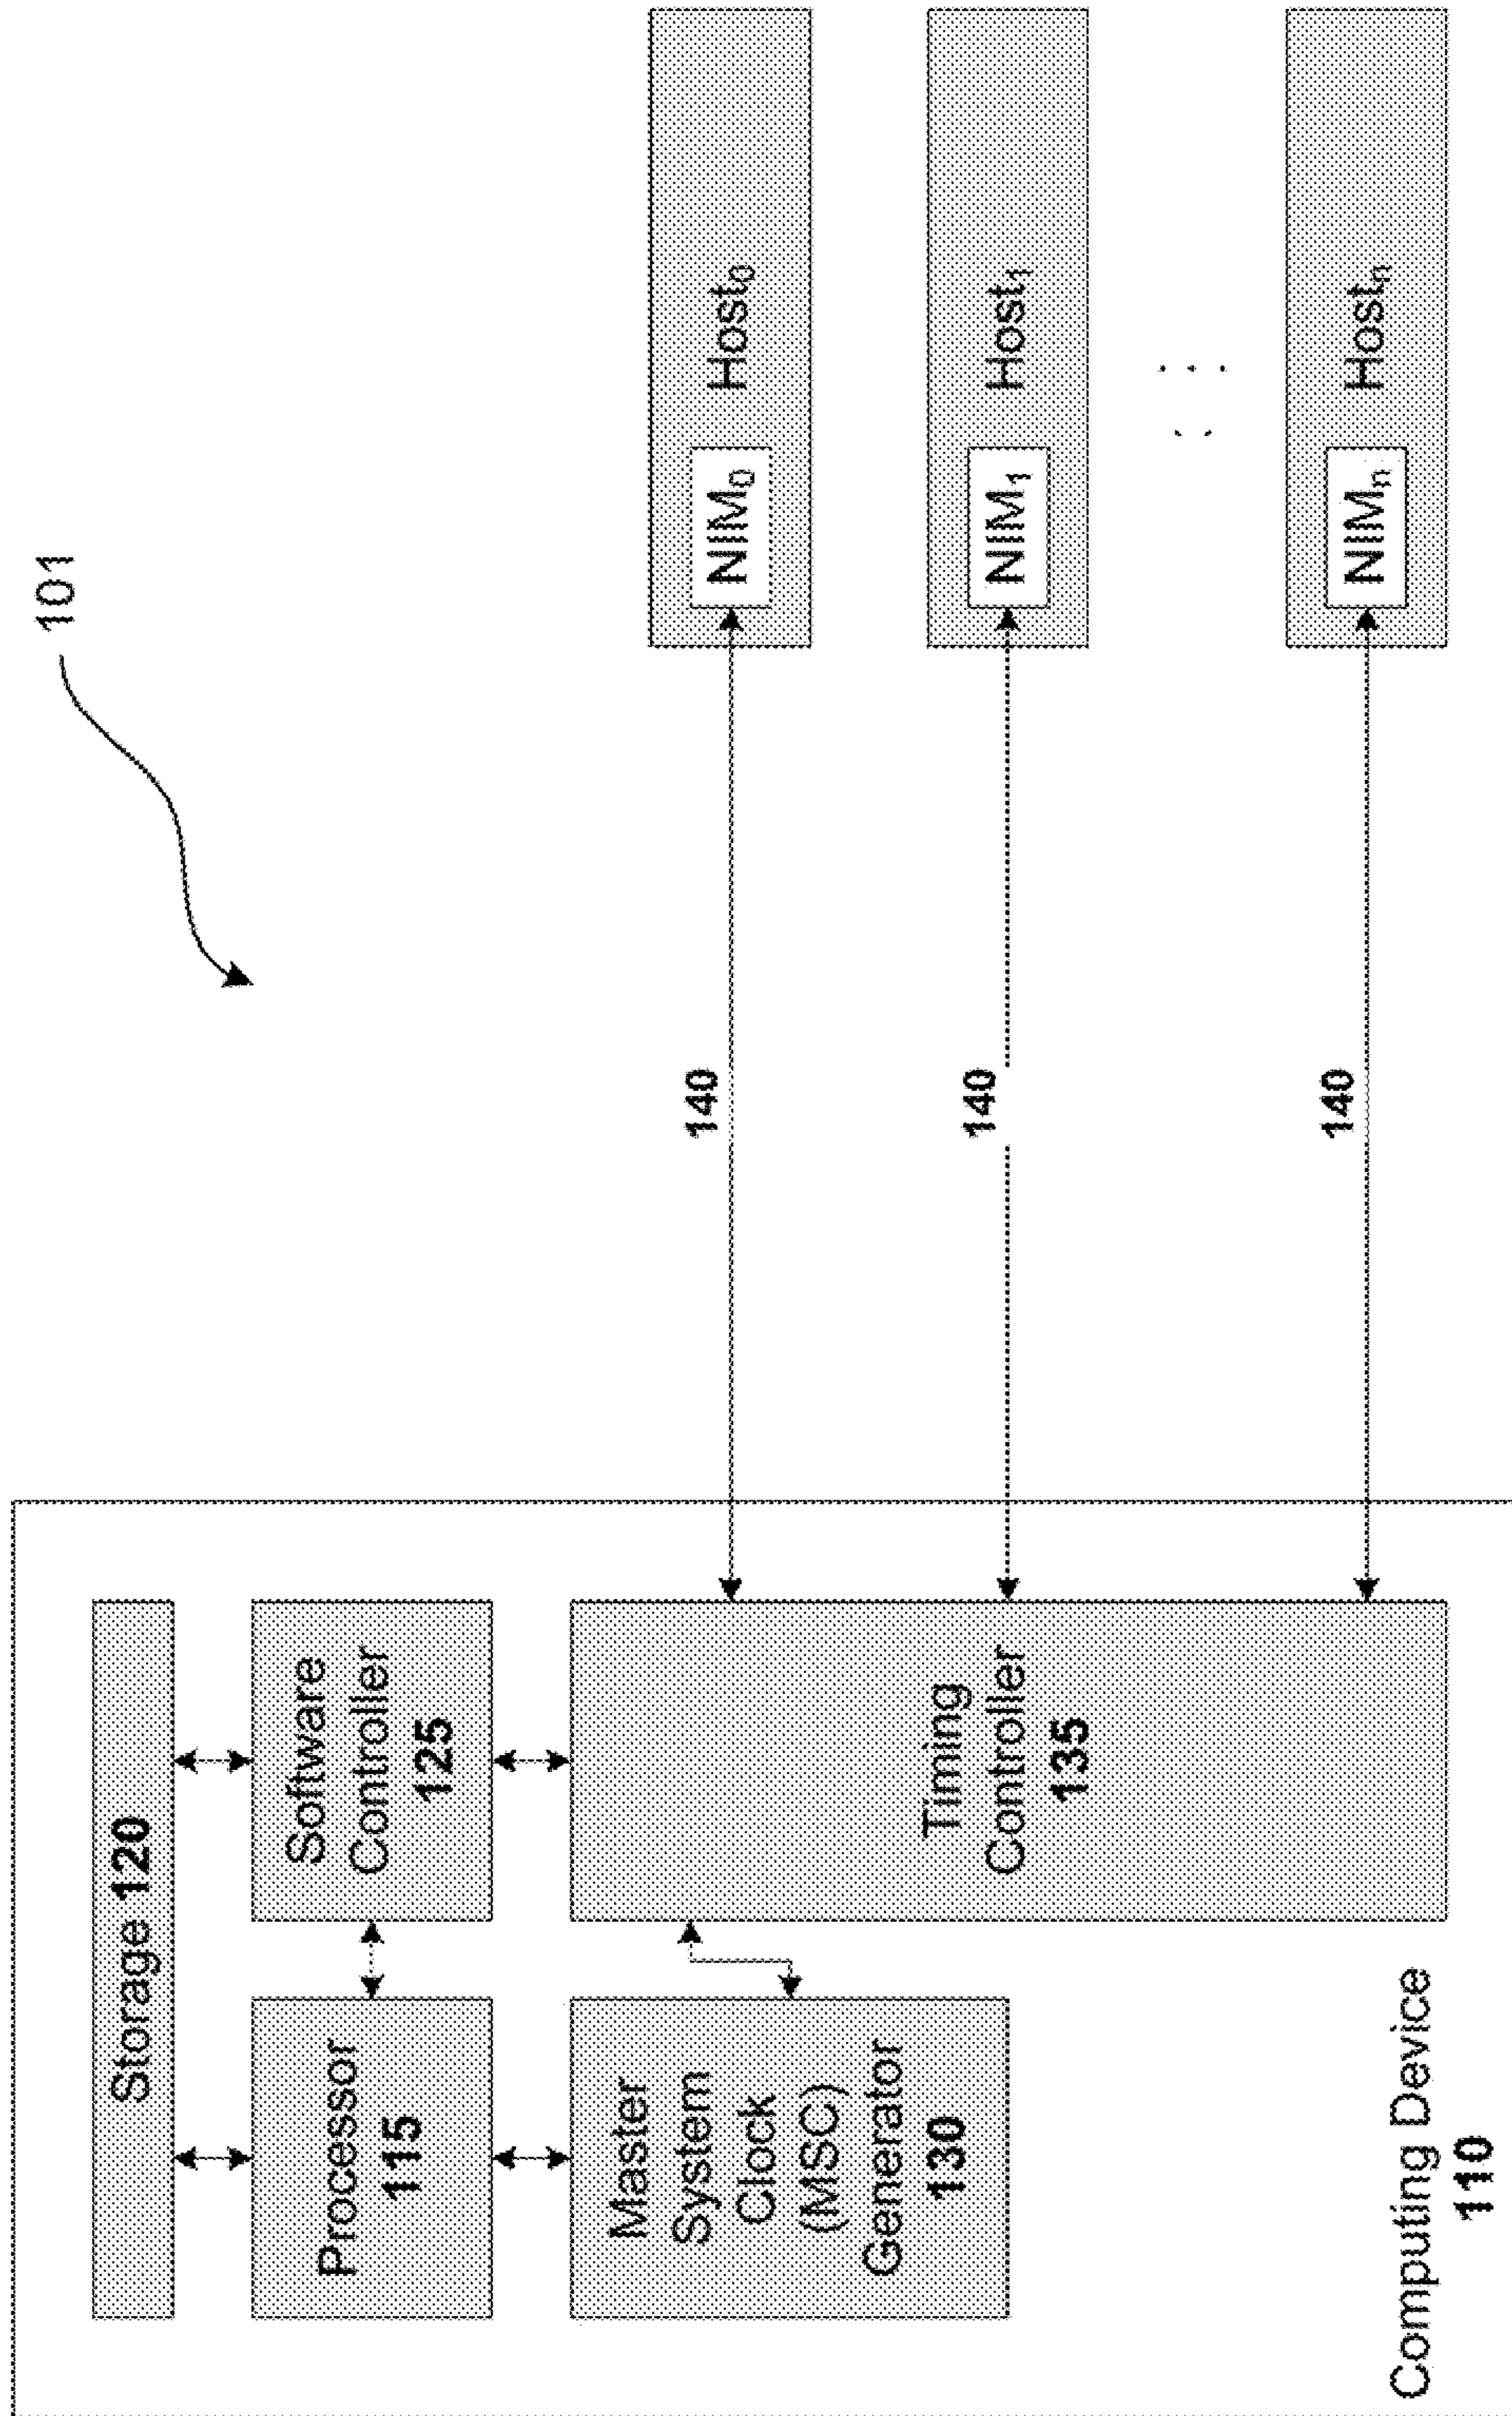 101
Storage 120
Processor
115
Software
Controller
125
Master
System
Clock
(MSC)
Generator
130
Timing
Controller
135
Computing Device
110
140
140
140
NIM₀ Host₀
NIM₁ Host₁
NIMₙ Hostₙ